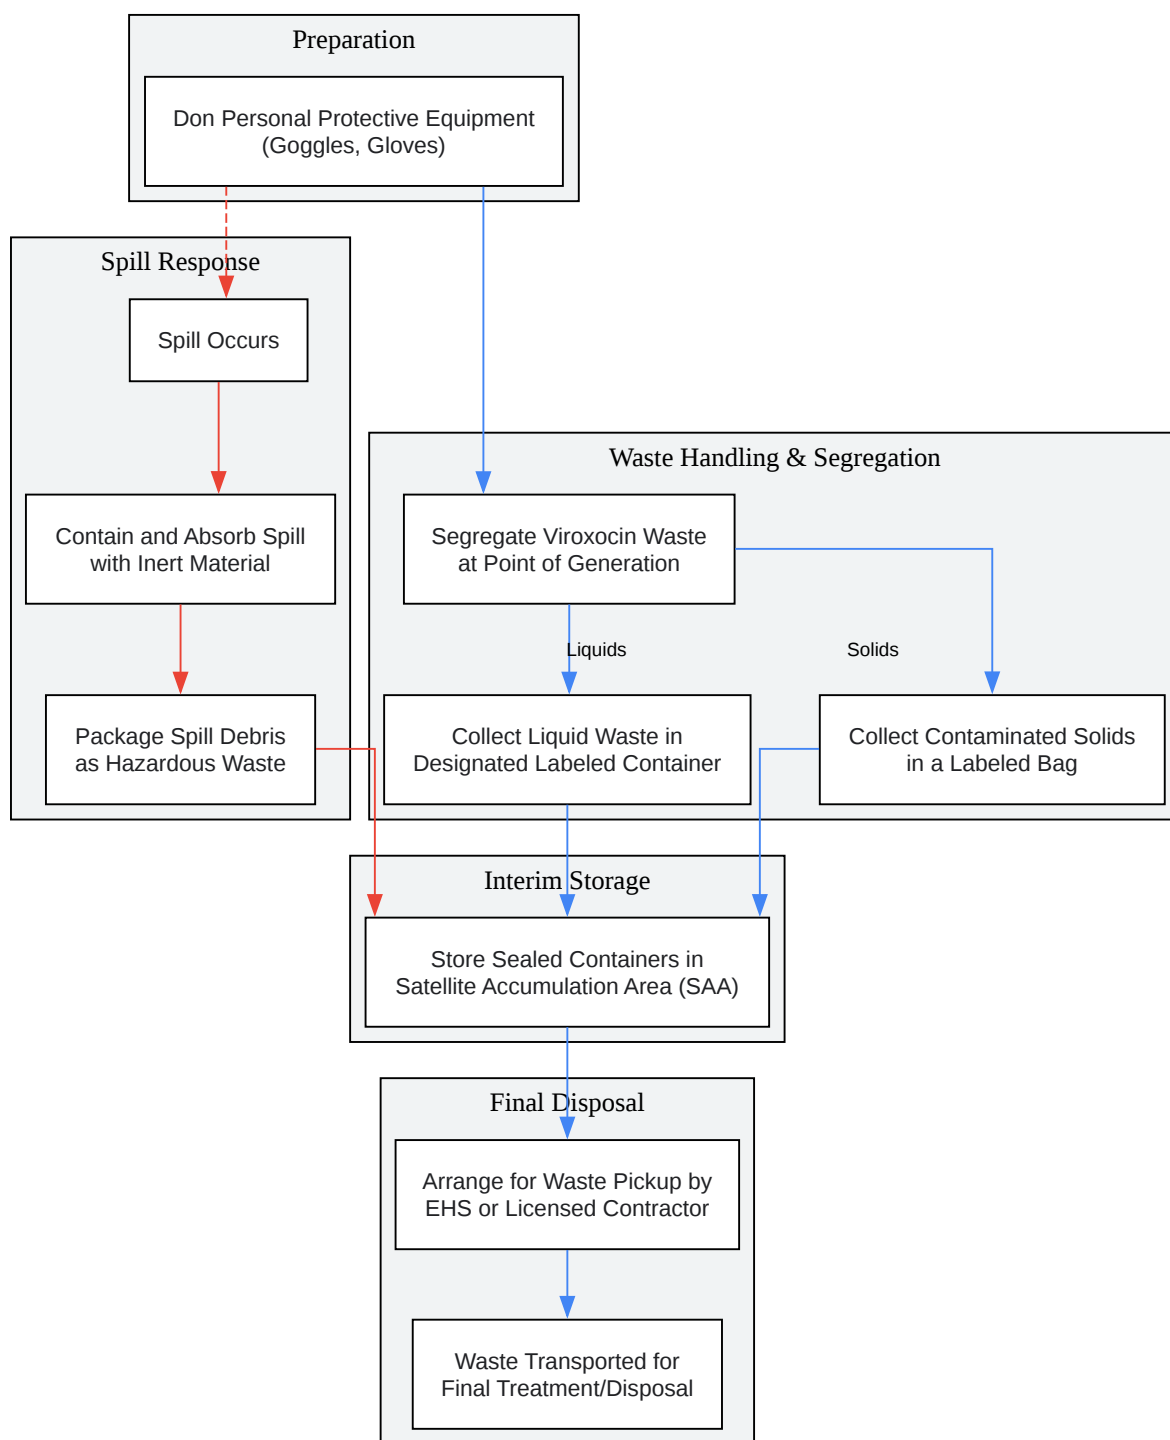 Preparation
Don Personal Protective Equipment
(Goggles, Gloves)
Spill Response
Spill Occurs
Contain and Absorb Spill
with Inert Material
Package Spill Debris
as Hazardous Waste
Waste Handling & Segregation
Segregate Viroxocin Waste
at Point of Generation
Liquids
Solids
Collect Liquid Waste in
Designated Labeled Container
Collect Contaminated Solids
in a Labeled Bag
Interim Storage
Store Sealed Containers in
Satellite Accumulation Area (SAA)
Final Disposal
Arrange for Waste Pickup by
EHS or Licensed Contractor
Waste Transported for
Final Treatment/Disposal